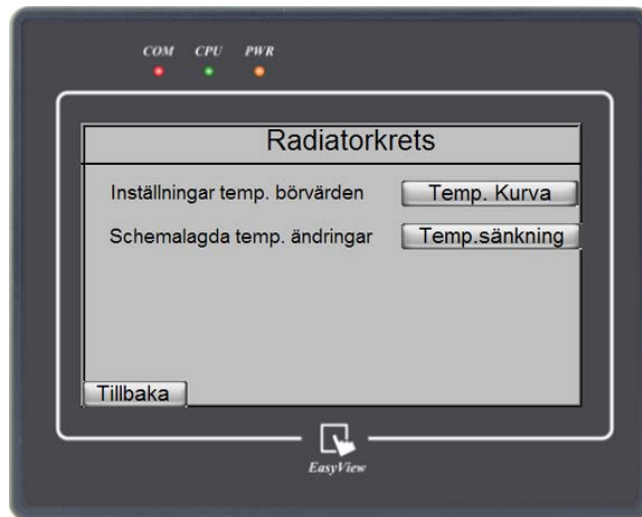 COM CPU PWR
Radiatorkrets
Inställningar temp. börvärden Temp. Kurva
Schemalagda temp. ändringar Temp.sänkning
Tillbaka
EasyView